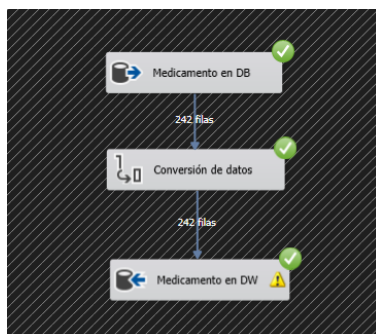 Medicamento en DB
242 filas
Conversión de datos
242 filas
Medicamento en DW